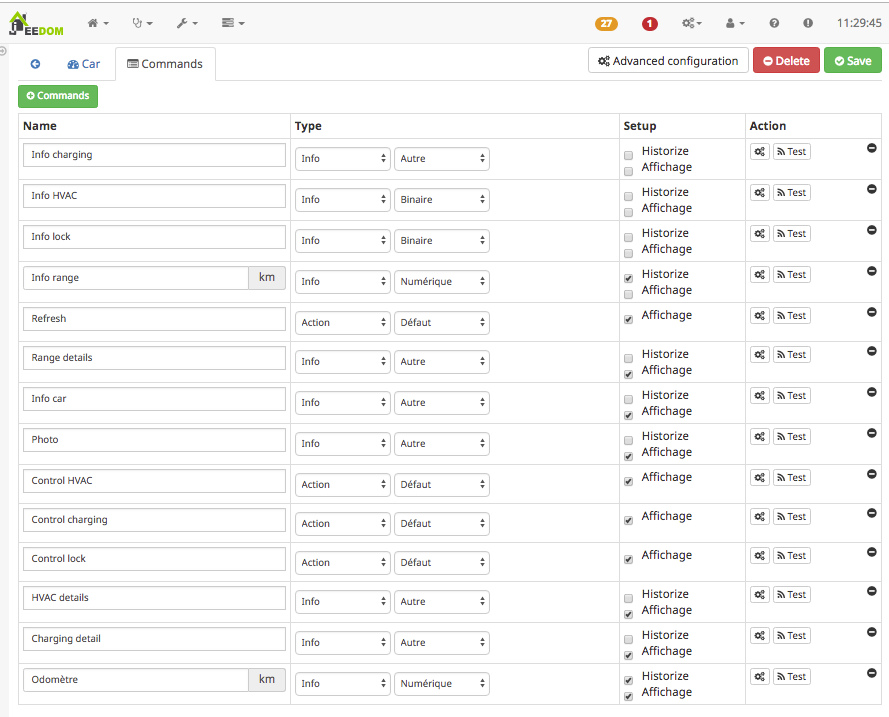 JEEDOM 27 1 11:29:45
Car Commands Advanced configuration Delete Save
Commands
Name Type Setup Action
Info charging Info Autre Historize Test
Affichage
Info HVAC Info Binaire Historize Test
Affichage
Info lock Info Binaire Historize Test
Affichage
Info range km Info Numérique Historize Test
Affichage
Refresh Action Défaut Affichage Test
Range details Info Autre Historize Test
Affichage
Info car Info Autre Historize Test
Affichage
Photo Info Autre Historize Test
Affichage
Control HVAC Action Défaut Affichage Test
Control charging Action Défaut Affichage Test
Control lock Action Défaut Affichage Test
HVAC details Info Autre Historize Test
Affichage
Charging detail Info Autre Historize Test
Affichage
Odomètre km Info Numérique Historize Test
Affichage